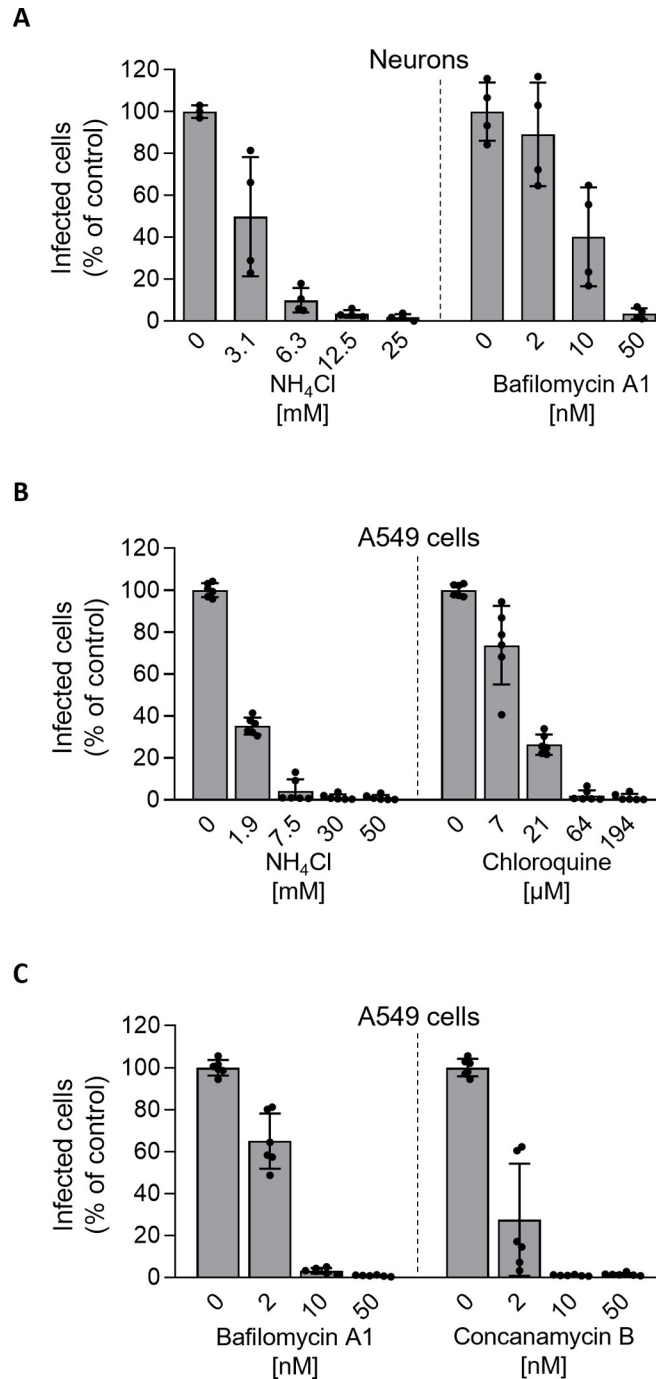 A
Neurons
Infected cells
(% of control)
120
100
80
60
40
20
0
0 3.1 6.3 12.5 25
NH₄Cl
[mM]
0 2 10 50
Bafilomycin A1
[nM]
B
A549 cells
Infected cells
(% of control)
120
100
80
60
40
20
0
0 1.9 7.5 30 50
NH₄Cl
[mM]
0 7 21 64 194
Chloroquine
[µM]
C
A549 cells
Infected cells
(% of control)
120
100
80
60
40
20
0
0 2 10 50
Bafilomycin A1
[nM]
0 2 10 50
Concanamycin B
[nM]